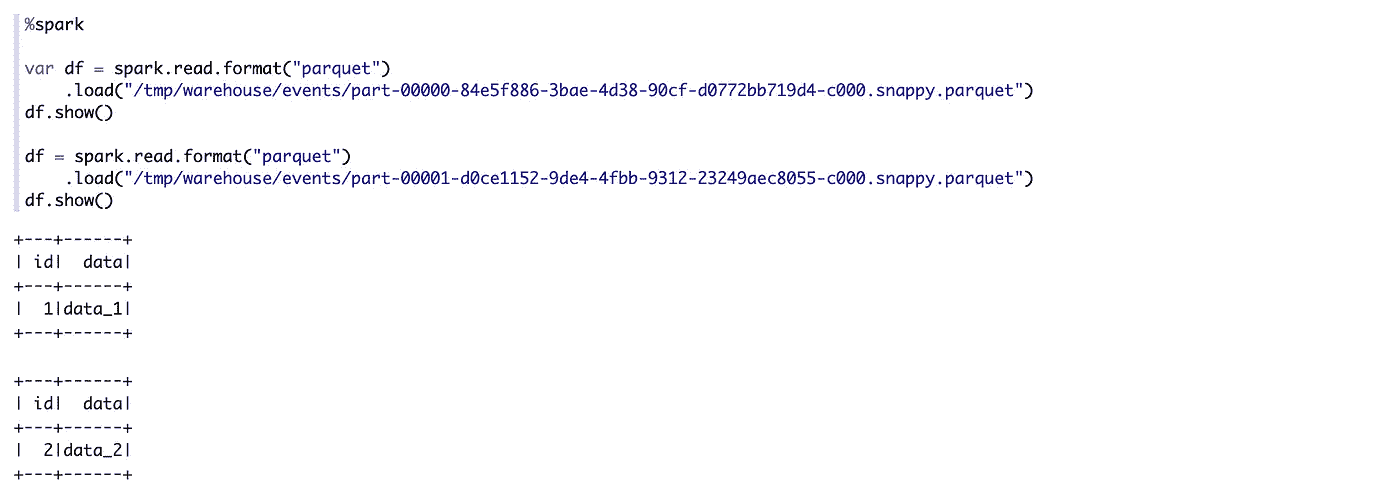 %spark
var df = spark.read.format("parquet")
    .load("/tmp/warehouse/events/part-00000-84e5f886-3bae-4d38-90cf-d0772bb719d4-c000.snappy.parquet")
df.show()
df = spark.read.format("parquet")
    .load("/tmp/warehouse/events/part-00001-d0ce1152-9de4-4fbb-9312-23249aec8055-c000.snappy.parquet")
df.show()
+---+------+
| id|  data|
+---+------+
|  1|data_1|
+---+------+
+---+------+
| id|  data|
+---+------+
|  2|data_2|
+---+------+